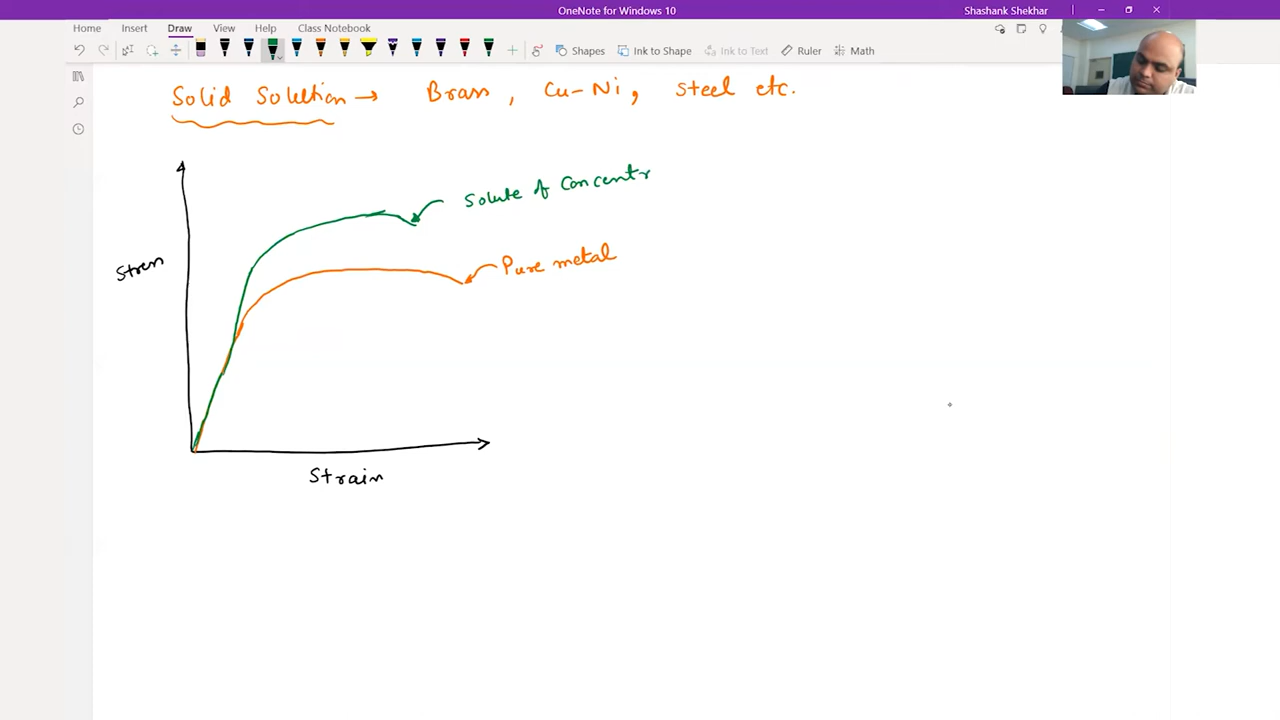 OneNote for Windows 10
Shashank Shekhar
Home Insert Draw View Help Class Notebook
Shapes Ink to Shape Ink to Text Ruler Math
Solid Solution → Brass, Cu-Ni, steel etc.
Solute of Concentr
Pure metal
Stress
Strain